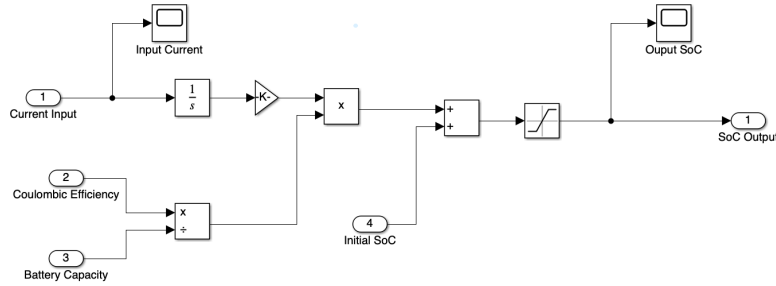 Input Current
Ouput SoC
1
Current Input
1
s
-K-
x
+
+
1
SoC Output
2
Coulombic Efficiency
x
÷
4
Initial SoC
3
Battery Capacity